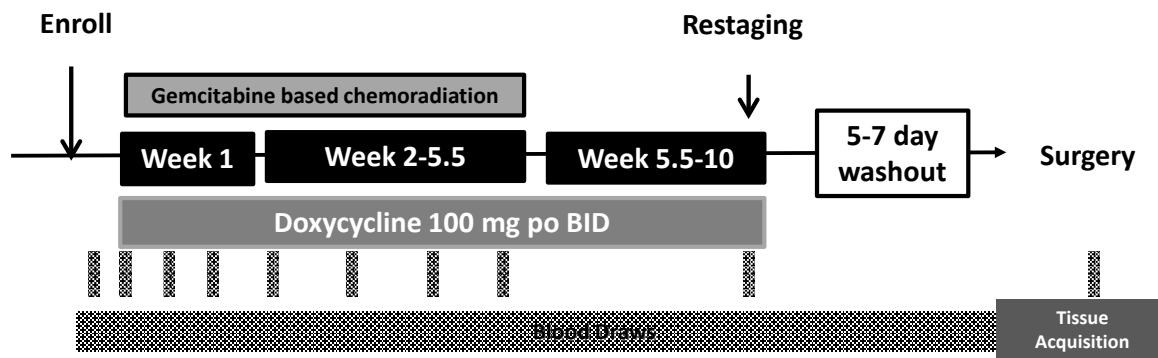 Enroll
Restaging
Gemcitabine based chemoradiation
Week 1
Week 2-5.5
Week 5.5-10
5-7 day
washout
Surgery
Doxycycline 100 mg po BID
Blood Draws
Tissue
Acquisition